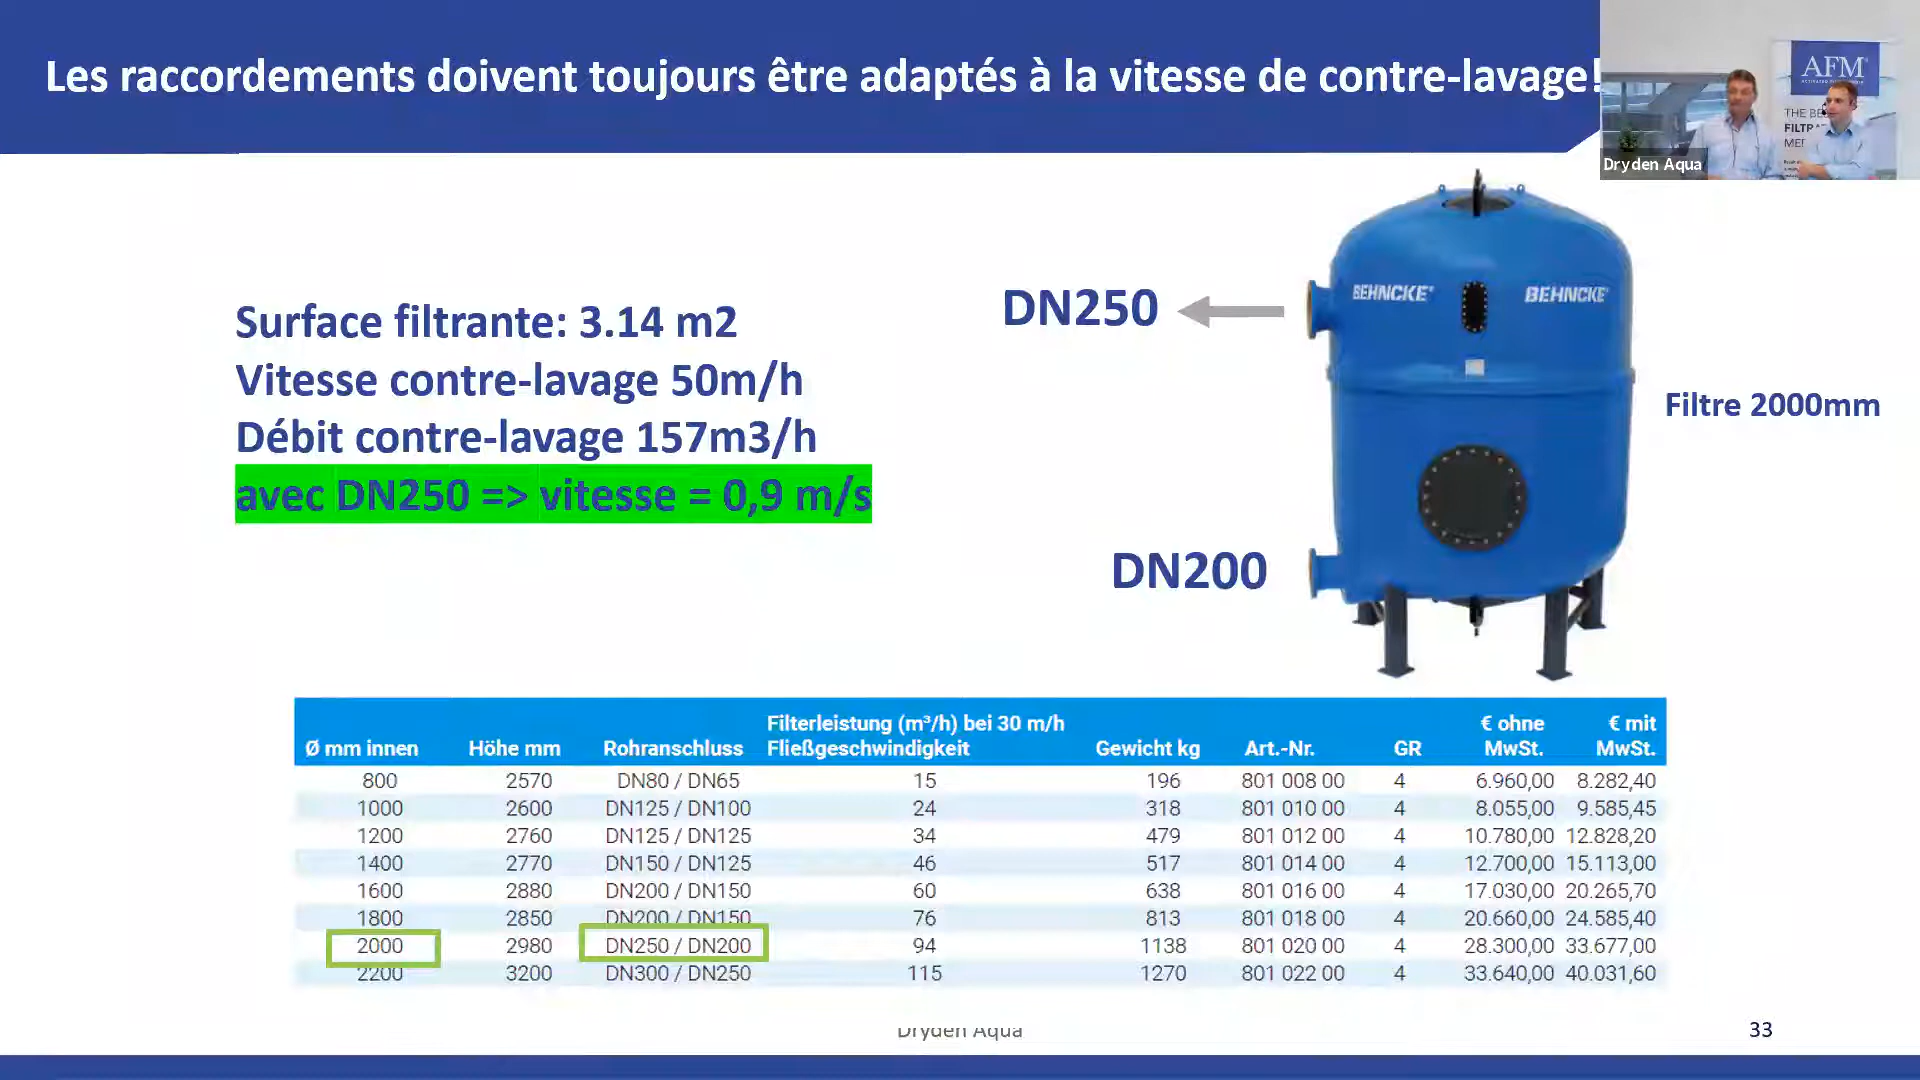 Les raccordements doivent toujours être adaptés à la vitesse de contre-lavage!
AFM
THE BE
FILTR
ME
Dryden Aqua
DN250
BEHNCKE
BEHNCKE
Surface filtrante: 3.14 m2
Vitesse contre-lavage 50m/h
Débit contre-lavage 157m3/h
avec DN250 => vitesse = 0,9 m/s
Filtre 2000mm
DN200
Ø mm innen Höhe mm Rohranschluss Filterleistung (m³/h) bei 30 m/h Fließgeschwindigkeit Gewicht kg Art.-Nr. GR € ohne MwSt. € mit MwSt.
800 2570 DN80 / DN65 15 196 801 008 00 4 6.960,00 8.282,40
1000 2600 DN125 / DN100 24 318 801 010 00 4 8.055,00 9.585,45
1200 2760 DN125 / DN125 34 479 801 012 00 4 10.780,00 12.828,20
1400 2770 DN150 / DN125 46 517 801 014 00 4 12.700,00 15.113,00
1600 2880 DN200 / DN150 60 638 801 016 00 4 17.030,00 20.265,70
1800 2850 DN200 / DN150 76 813 801 018 00 4 20.660,00 24.585,40
2000 2980 DN250 / DN200 94 1138 801 020 00 4 28.300,00 33.677,00
2200 3200 DN300 / DN250 115 1270 801 022 00 4 33.640,00 40.031,60
Dryden Aqua
33